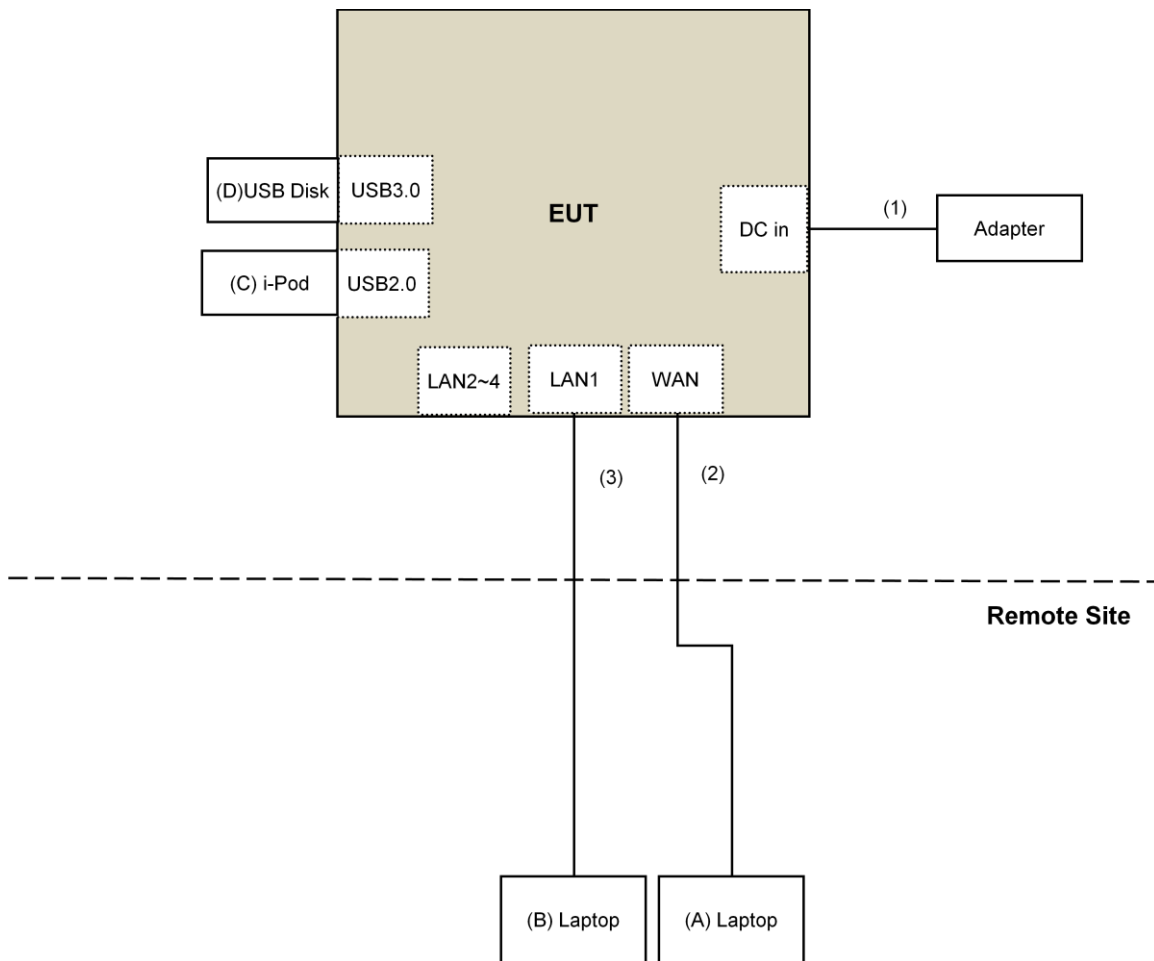 (D)USB Disk
USB3.0
EUT
DC in
(1)
Adapter
(C) i-Pod
USB2.0
LAN2~4
LAN1
WAN
(3)
(2)
Remote Site
(B) Laptop
(A) Laptop